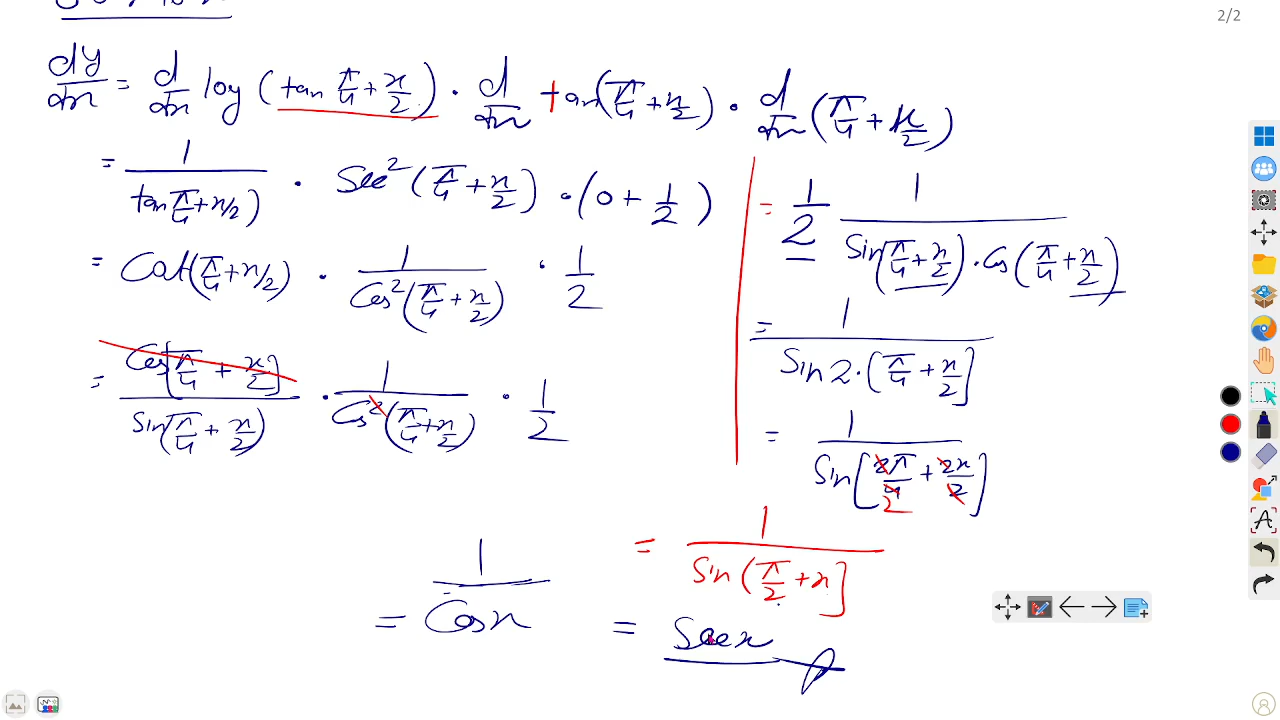 2/2
dy/dx = d/dx log (tan π/4 + x/2) · d/dx tan(π/4 + x/2) · d/dx (π/4 + x/2)
= 1/(tan(π/4 + x/2)) · Sec²(π/4 + x/2) · (0 + 1/2)
= Cot(π/4 + x/2) · 1/(Cos²(π/4 + x/2)) · 1/2
= Cos[π/4 + x/2]/(Sin(π/4 + x/2)) · 1/(Cos²(π/4 + x/2)) · 1/2
= 1/2 1/(Sin(π/4 + x/2) · Cos(π/4 + x/2))
= 1/(Sin 2 · (π/4 + x/2])
= 1/(Sin[2π/4 + 2x/2]) 2
= 1/(Sin(π/2 + x])
= 1/(Cosx) = Secx
A